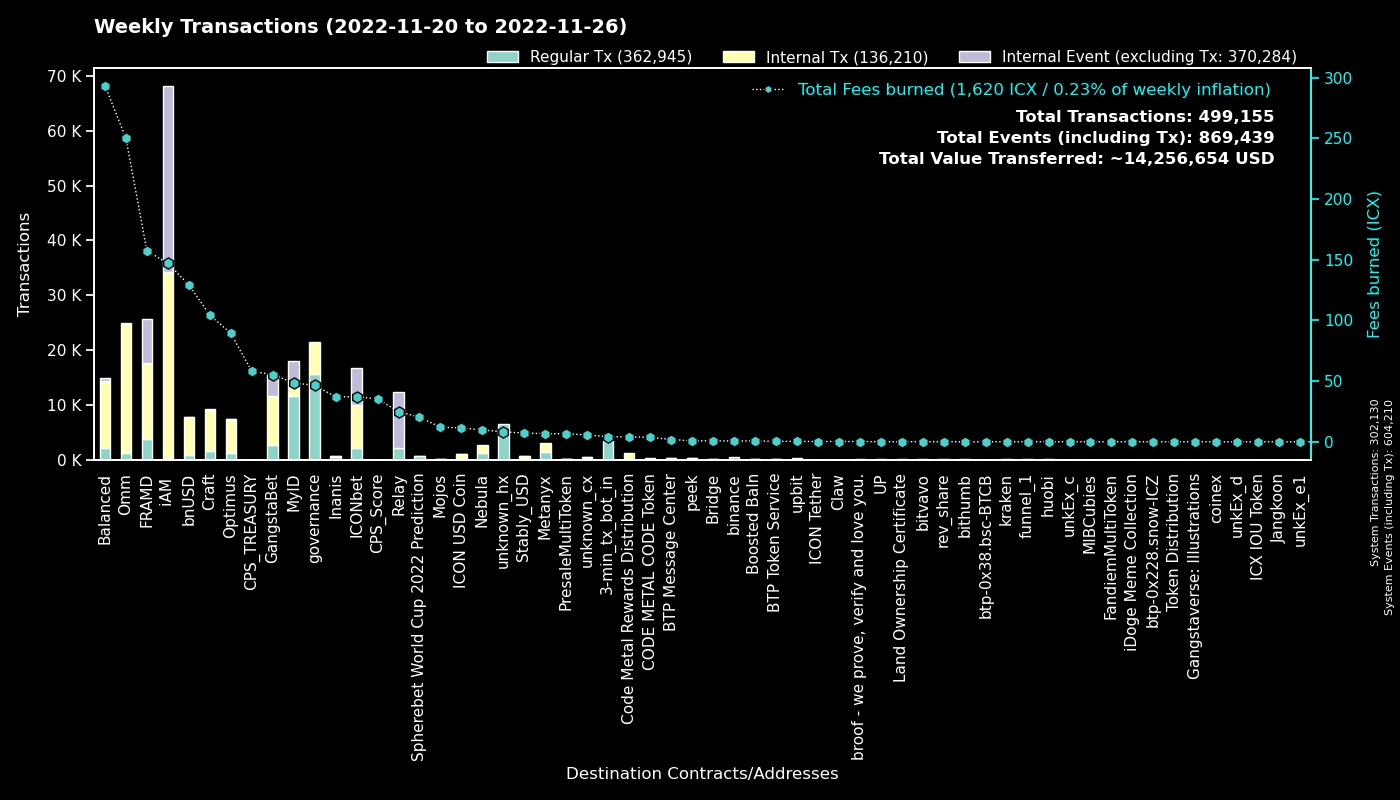 Weekly Transactions (2022-11-20 to 2022-11-26)
Regular Tx (362,945)
Internal Tx (136,210)
Internal Event (excluding Tx: 370,284)
Total Fees burned (1,620 ICX / 0.23% of weekly inflation)
Total Transactions: 499,155
Total Events (including Tx): 869,439
Total Value Transferred: ~14,256,654 USD
Transactions
70 K
60 K
50 K
40 K
30 K
20 K
10 K
0 K
300
250
200
150
100
50
0
Fees burned (ICX)
System Transactions: 302,130
System Events (including Tx): 604,210
Balanced
Omm
FRAMD
iAM
bnUSD
Craft
Optimus
CPS_TREASURY
GangstaBet
MyID
governance
Inanis
ICONbet
CPS_Score
Relay
Spherebet World Cup 2022 Prediction
Mojos
ICON USD Coin
Nebula
unknown_hx
Stably_USD
Metanyx
PresaleMultiToken
unknown_cx
3-min_tx_bot_in
Code Metal Rewards Distribution
CODE METAL CODE Token
BTP Message Center
peek
Bridge
binance
Boosted Baln
BTP Token Service
upbit
ICON Tether
Claw
broof - we prove, verify and love you.
UP
Land Ownership Certificate
bitvavo
rev_share
bithumb
btp-0x38.bsc-BTCB
kraken
funnel_1
huobi
unkEx_c
MIBCubies
FandiemMultiToken
iDoge Meme Collection
btp-0x228.snow-ICZ
Token Distribution
Gangstaverse: Illustrations
coinex
unkEx_d
ICX IOU Token
Jangkoon
unkEx_e1
Destination Contracts/Addresses